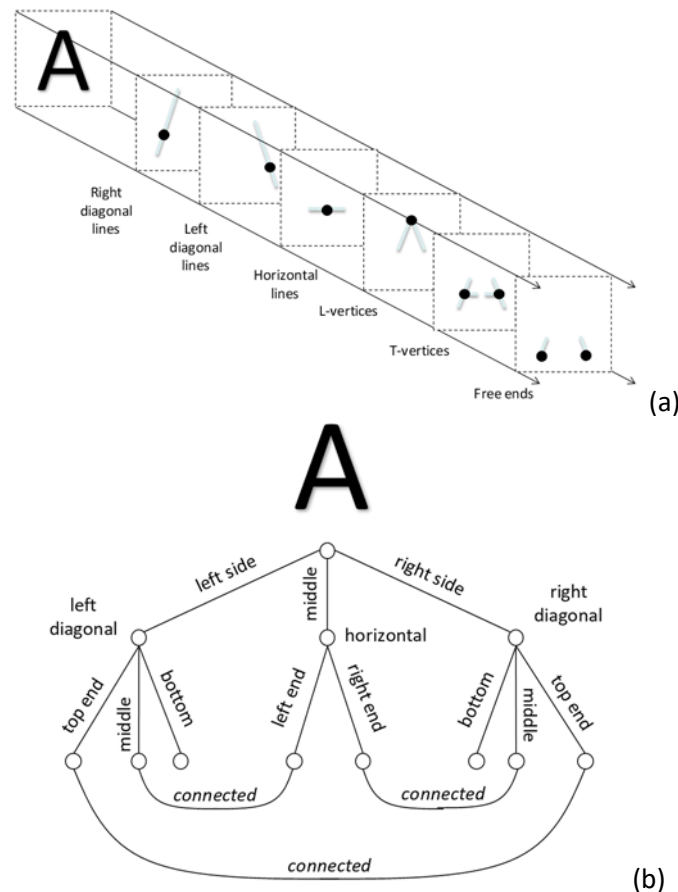 A
Right
diagonal
lines
Left
diagonal
lines
Horizontal
lines
L-vertices
T-vertices
Free ends
(a)
A
left side
middle
right side
left
diagonal
horizontal
right
diagonal
top end
middle
bottom
left end
right end
bottom
middle
top end
connected
connected
connected
(b)